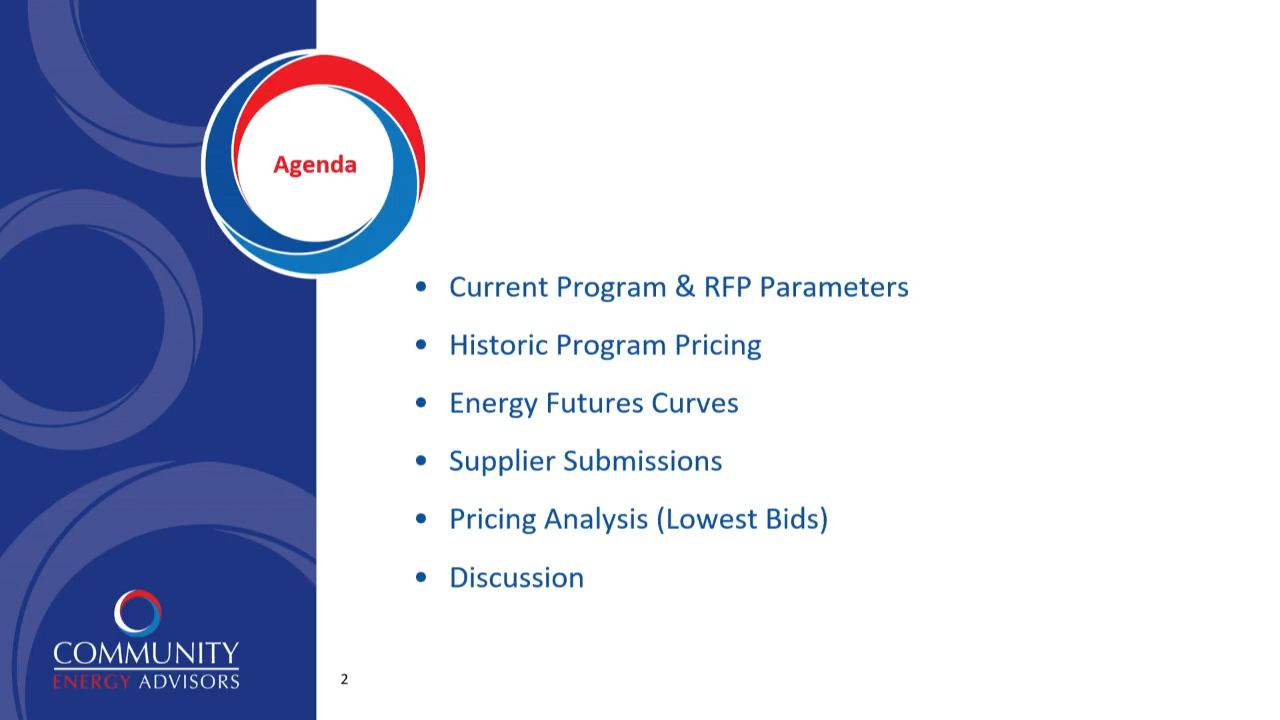 Agenda
• Current Program & RFP Parameters
• Historic Program Pricing
• Energy Futures Curves
• Supplier Submissions
• Pricing Analysis (Lowest Bids)
• Discussion
COMMUNITY
ENERGY ADVISORS
2